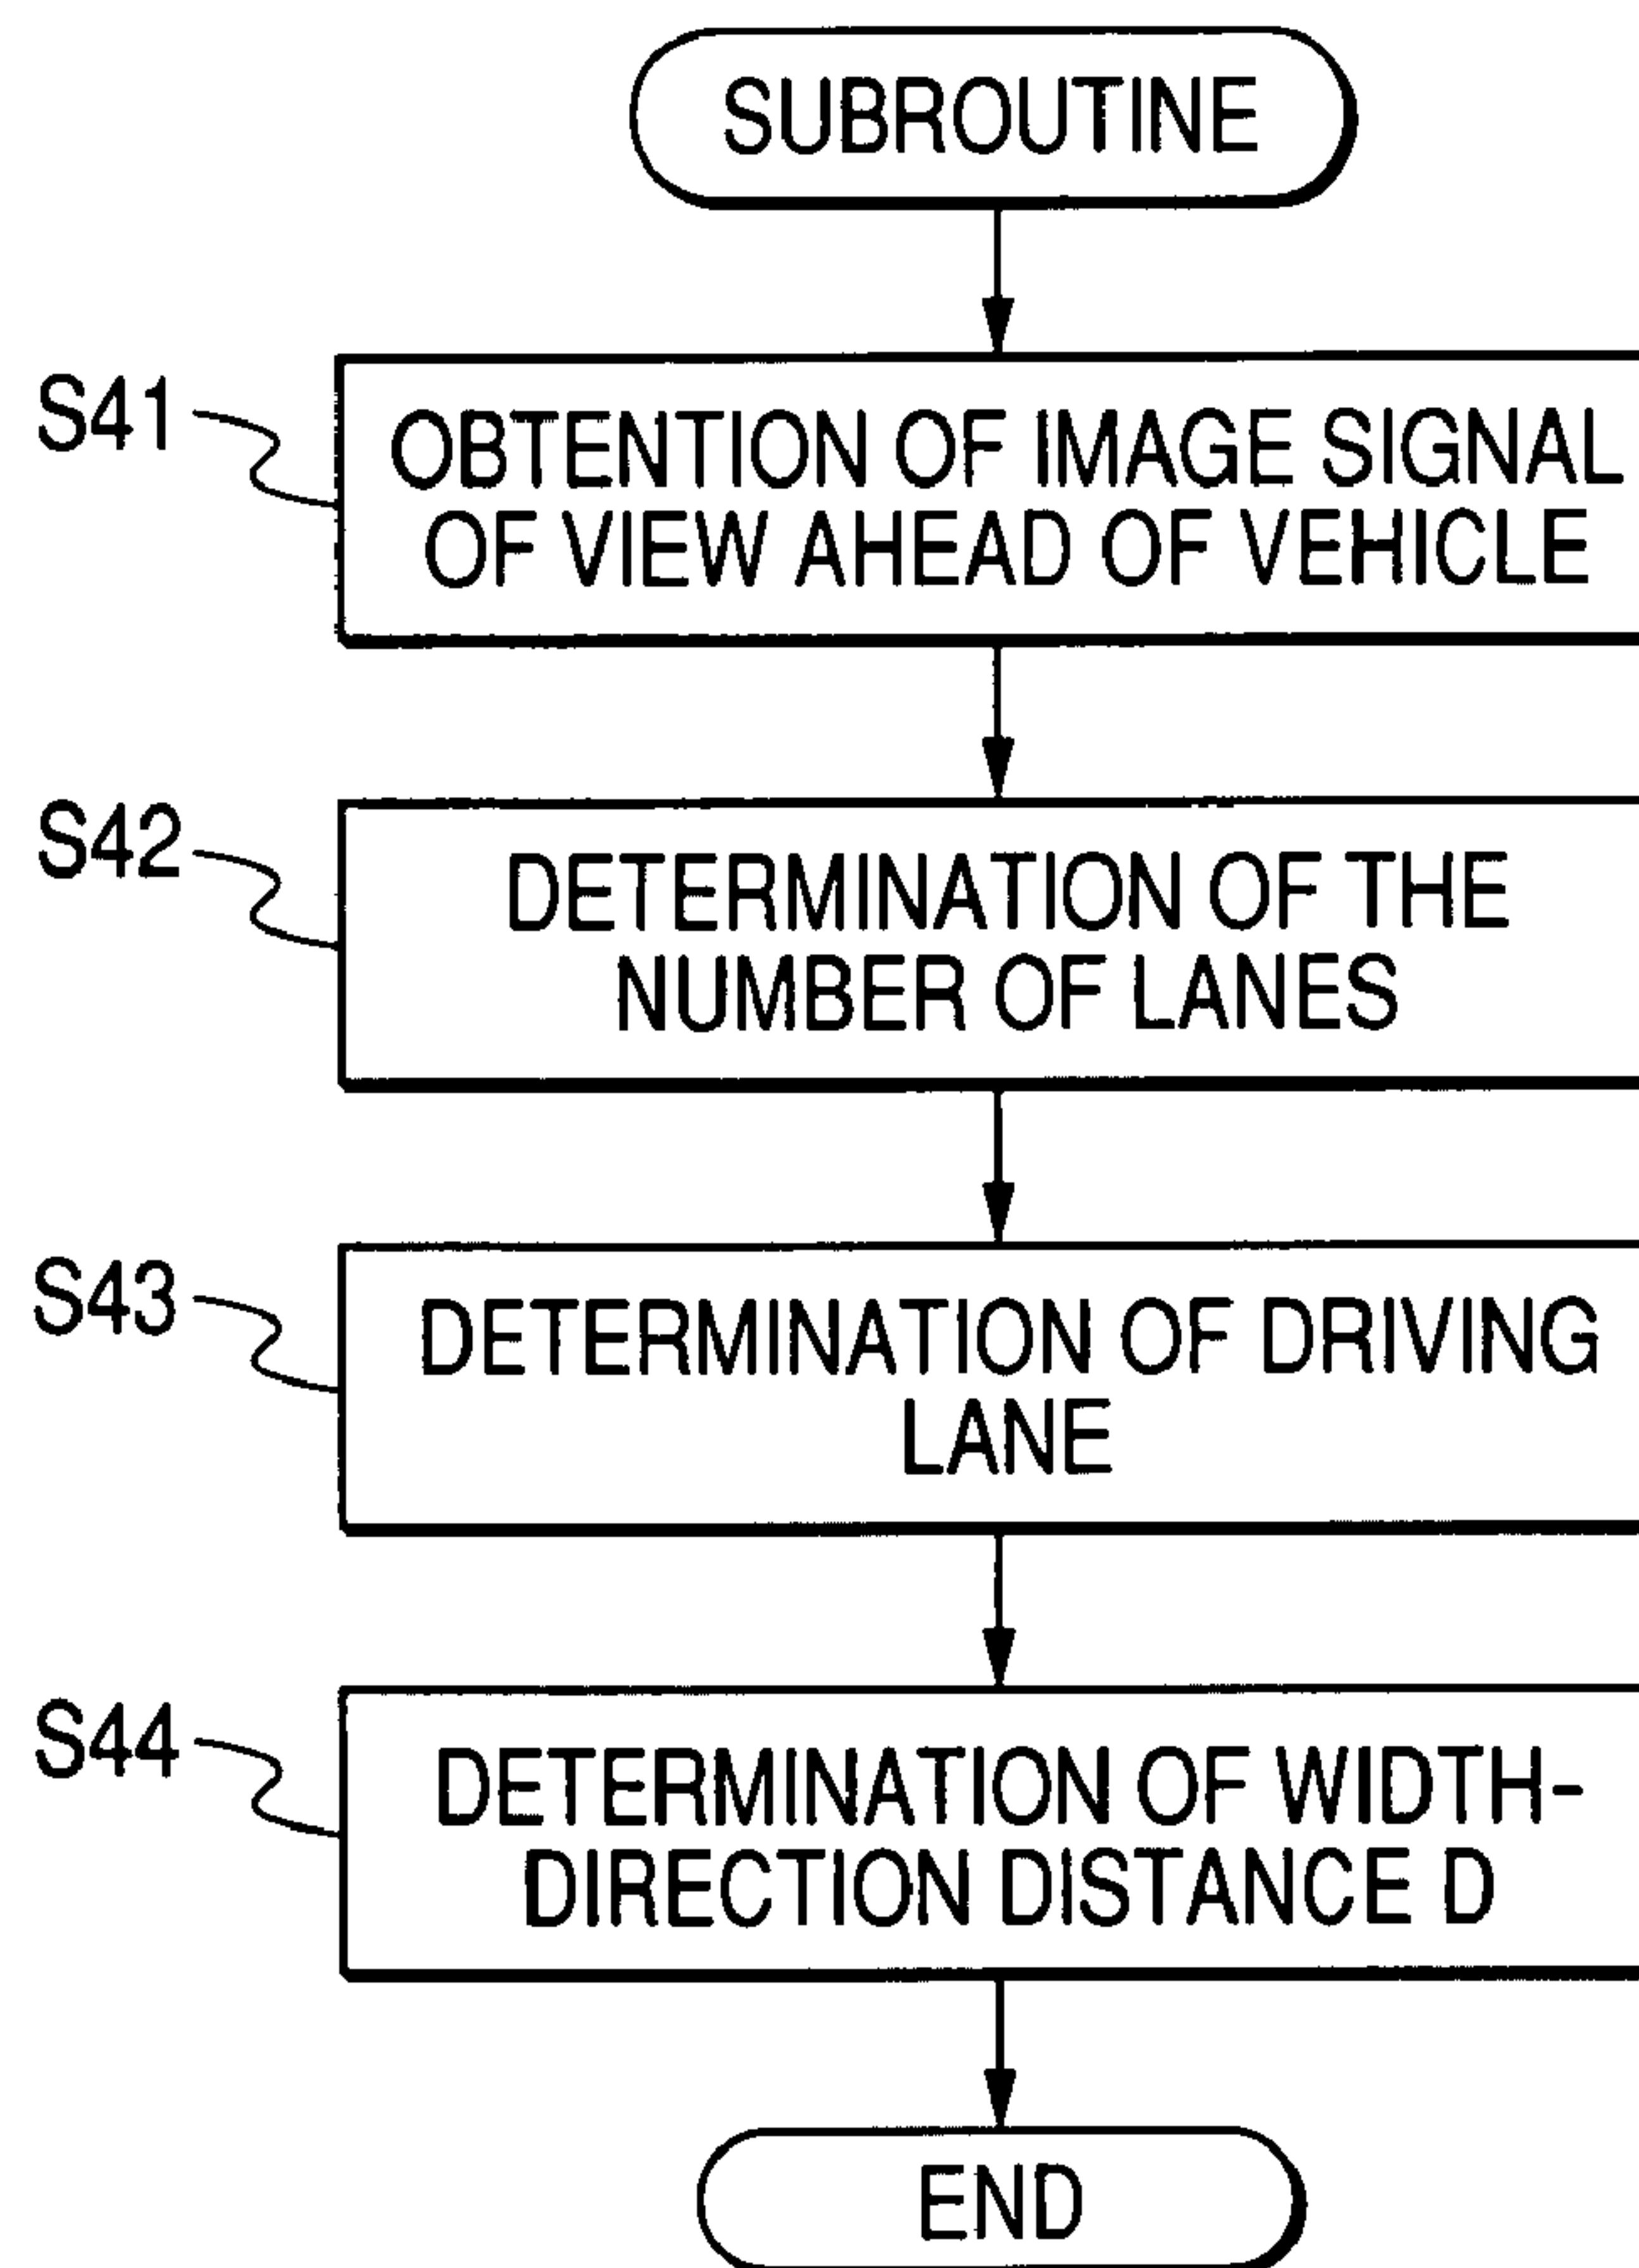 SUBROUTINE
S41
OBTENTION OF IMAGE SIGNAL
OF VIEW AHEAD OF VEHICLE
S42
DETERMINATION OF THE
NUMBER OF LANES
S43
DETERMINATION OF DRIVING
LANE
S44
DETERMINATION OF WIDTH-
DIRECTION DISTANCE D
END